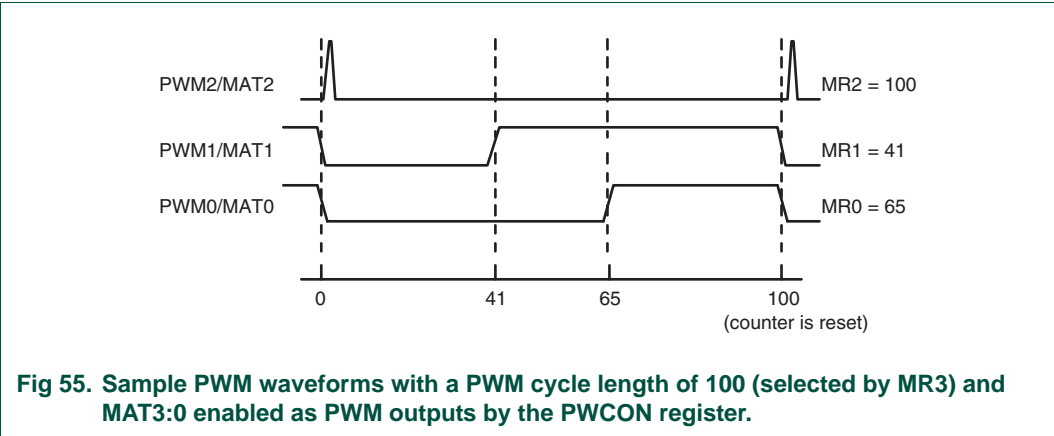 PWM2/MAT2
MR2 = 100
PWM1/MAT1
MR1 = 41
PWM0/MAT0
MR0 = 65
0
41
65
100
(counter is reset)
Fig 55. Sample PWM waveforms with a PWM cycle length of 100 (selected by MR3) and
MAT3:0 enabled as PWM outputs by the PWCON register.